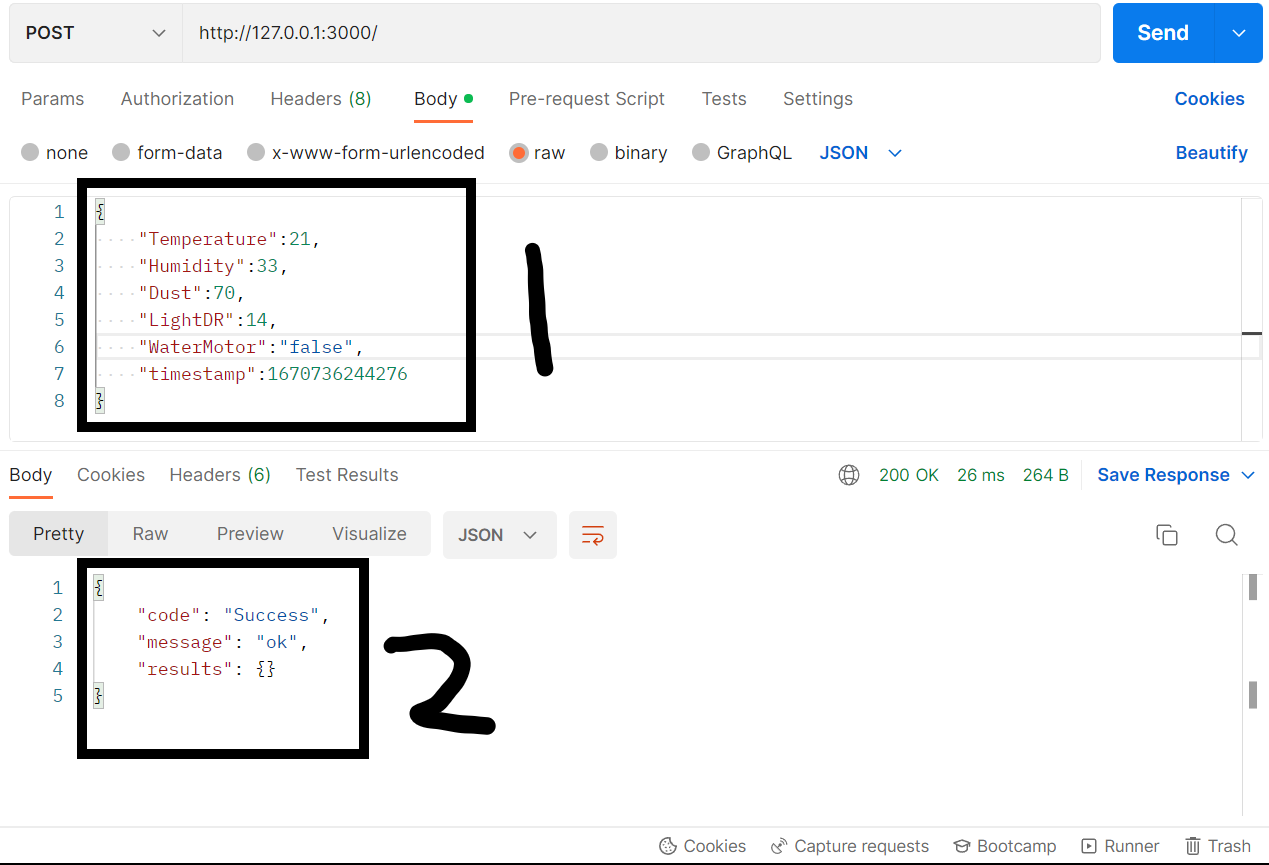 POST http://127.0.0.1:3000/ Send
Params Authorization Headers (8) Body Pre-request Script Tests Settings Cookies
none form-data x-www-form-urlencoded raw binary GraphQL JSON Beautify
1 {
2 "Temperature":21,
3 "Humidity":33,
4 "Dust":70,
5 "LightDR":14,
6 "WaterMotor":"false",
7 "timestamp":1670736244276
8 }
1
Body Cookies Headers (6) Test Results 200 OK 26 ms 264 B Save Response
Pretty Raw Preview Visualize JSON
1 {
2 "code": "Success",
3 "message": "ok",
4 "results": {}
5 }
2
Cookies Capture requests Bootcamp Runner Trash